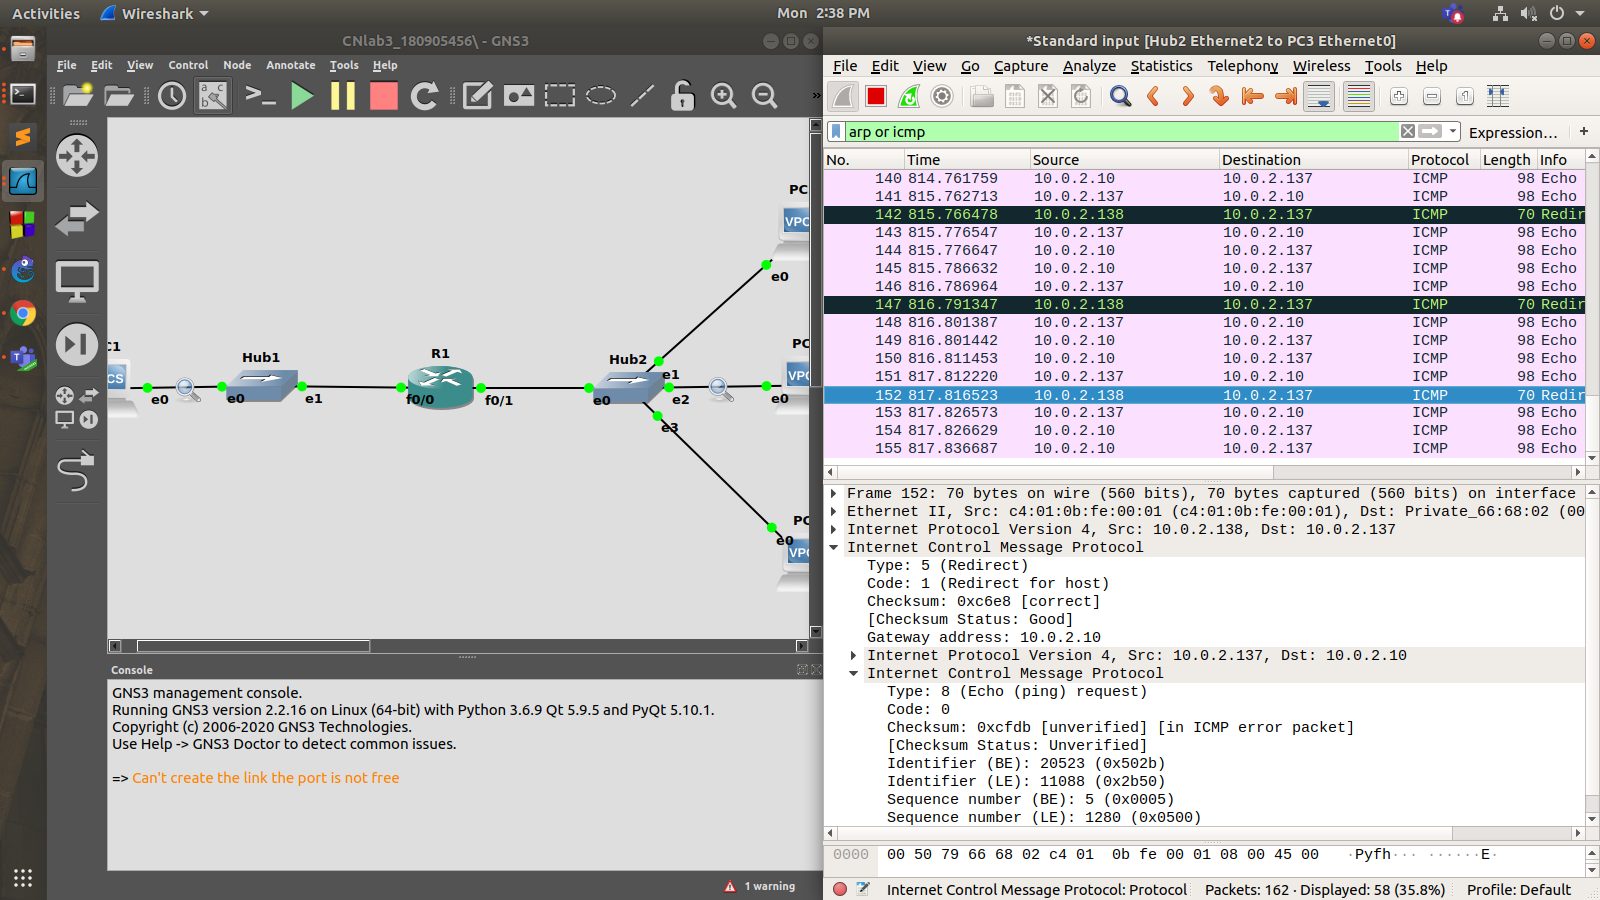 Activities
Wireshark
Mon 2:38 PM
CNlab3_180905456\ - GNS3
File Edit View Control Node Annotate Tools Help
PC
VPC
e0
C1
CS
e0
Hub1
e0
e1
R1
f0/0
f0/1
Hub2
e0
e1
e2
e3
PC
VPC
e0
PC
VPC
e0
Console
GNS3 management console.
Running GNS3 version 2.2.16 on Linux (64-bit) with Python 3.6.9 Qt 5.9.5 and PyQt 5.10.1.
Copyright (c) 2006-2020 GNS3 Technologies.
Use Help -> GNS3 Doctor to detect common issues.
=> Can't create the link the port is not free
1 warning
*Standard input [Hub2 Ethernet2 to PC3 Ethernet0]
File Edit View Go Capture Analyze Statistics Telephony Wireless Tools Help
arp or icmp
Expression... +
No. Time Source Destination Protocol Length Info
140 814.761759 10.0.2.10 10.0.2.137 ICMP 98 Echo
141 815.762713 10.0.2.137 10.0.2.10 ICMP 98 Echo
142 815.766478 10.0.2.138 10.0.2.137 ICMP 70 Redir
143 815.776547 10.0.2.137 10.0.2.10 ICMP 98 Echo
144 815.776647 10.0.2.10 10.0.2.137 ICMP 98 Echo
145 815.786632 10.0.2.10 10.0.2.137 ICMP 98 Echo
146 816.786964 10.0.2.137 10.0.2.10 ICMP 98 Echo
147 816.791347 10.0.2.138 10.0.2.137 ICMP 70 Redir
148 816.801387 10.0.2.137 10.0.2.10 ICMP 98 Echo
149 816.801442 10.0.2.10 10.0.2.137 ICMP 98 Echo
150 816.811453 10.0.2.10 10.0.2.137 ICMP 98 Echo
151 817.812220 10.0.2.137 10.0.2.10 ICMP 98 Echo
152 817.816523 10.0.2.138 10.0.2.137 ICMP 70 Redir
153 817.826573 10.0.2.137 10.0.2.10 ICMP 98 Echo
154 817.826629 10.0.2.10 10.0.2.137 ICMP 98 Echo
155 817.836687 10.0.2.10 10.0.2.137 ICMP 98 Echo
Frame 152: 70 bytes on wire (560 bits), 70 bytes captured (560 bits) on interface
Ethernet II, Src: c4:01:0b:fe:00:01 (c4:01:0b:fe:00:01), Dst: Private_66:68:02 (00
Internet Protocol Version 4, Src: 10.0.2.138, Dst: 10.0.2.137
Internet Control Message Protocol
Type: 5 (Redirect)
Code: 1 (Redirect for host)
Checksum: 0xc6e8 [correct]
[Checksum Status: Good]
Gateway address: 10.0.2.10
Internet Protocol Version 4, Src: 10.0.2.137, Dst: 10.0.2.10
Internet Control Message Protocol
Type: 8 (Echo (ping) request)
Code: 0
Checksum: 0xcfdb [unverified] [in ICMP error packet]
[Checksum Status: Unverified]
Identifier (BE): 20523 (0x502b)
Identifier (LE): 11088 (0x2b50)
Sequence number (BE): 5 (0x0005)
Sequence number (LE): 1280 (0x0500)
0000 00 50 79 66 68 02 c4 01 0b fe 00 01 08 00 45 00 ·Pyfh··· ······E·
Internet Control Message Protocol: Protocol
Packets: 162 · Displayed: 58 (35.8%)
Profile: Default